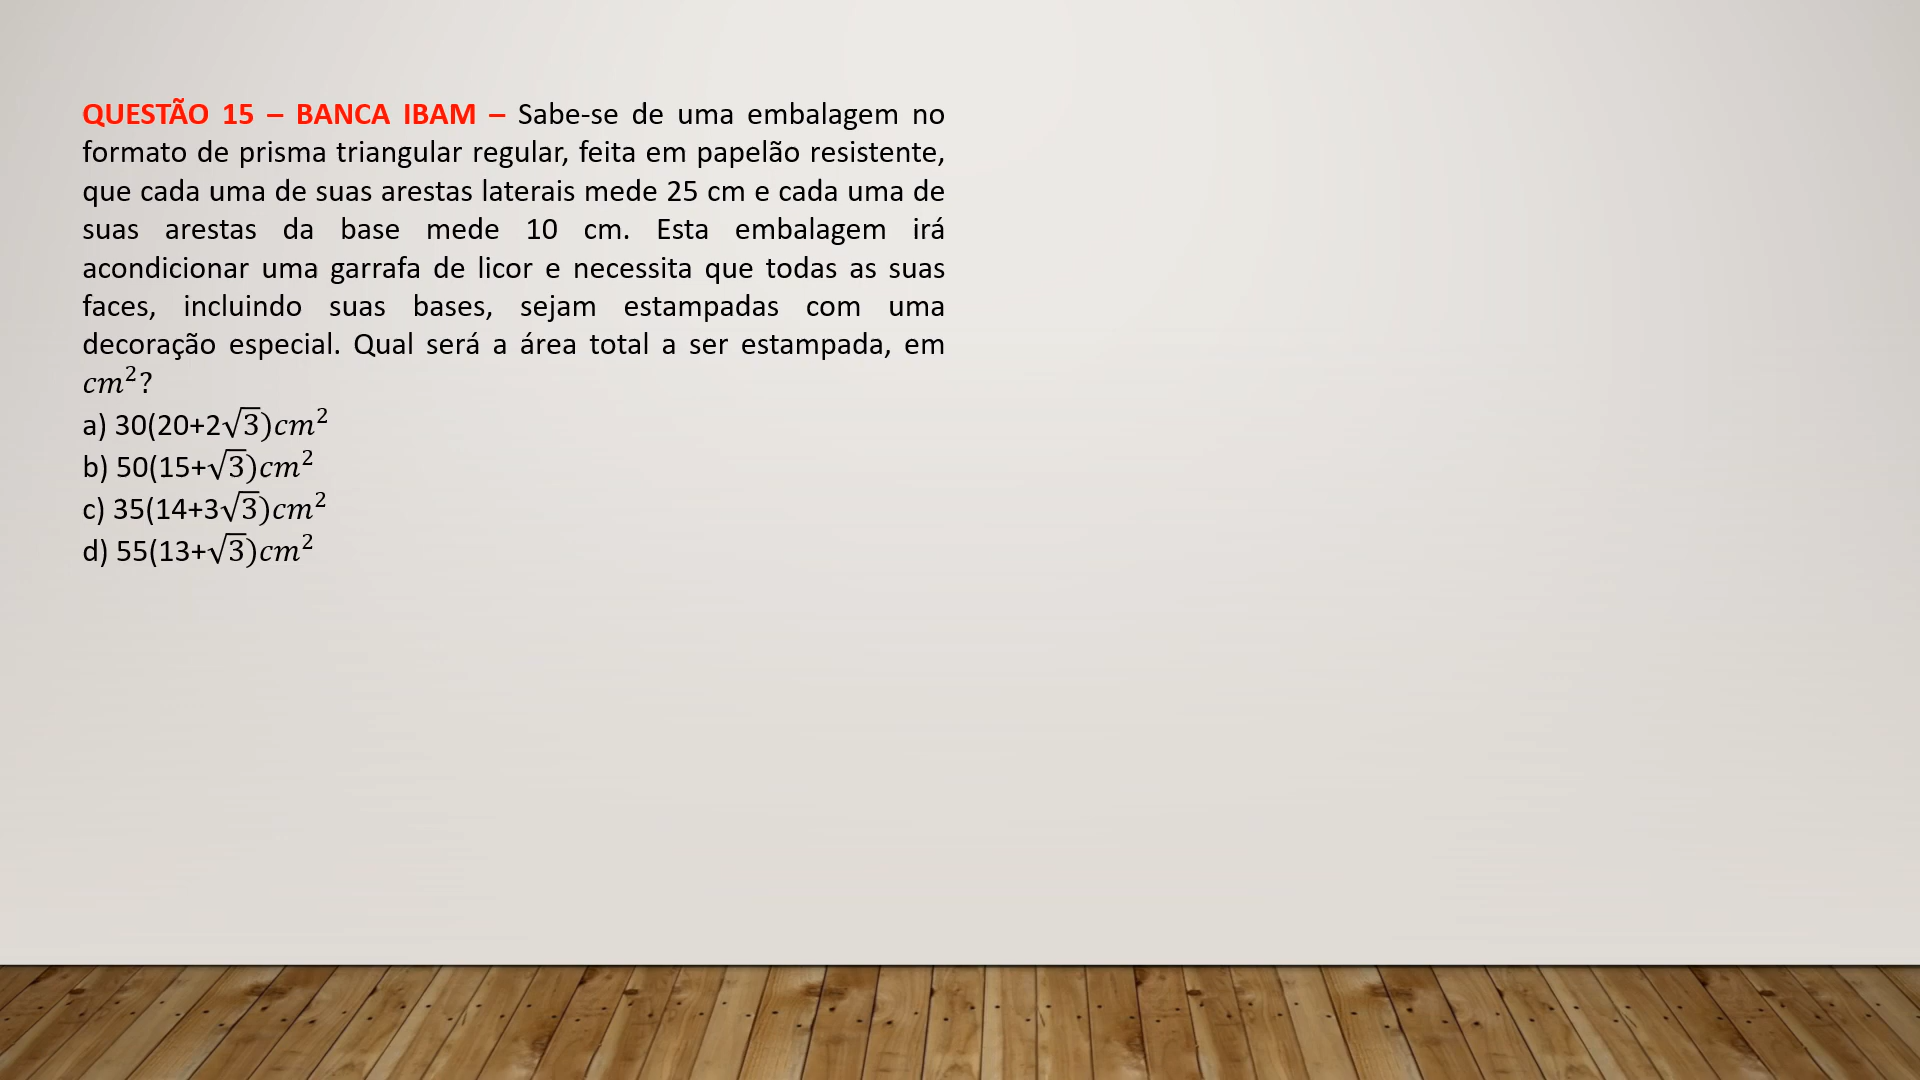 QUESTÃO 15 – BANCA IBAM – Sabe-se de uma embalagem no
formato de prisma triangular regular, feita em papelão resistente,
que cada uma de suas arestas laterais mede 25 cm e cada uma de
suas arestas da base mede 10 cm. Esta embalagem irá
acondicionar uma garrafa de licor e necessita que todas as suas
faces, incluindo suas bases, sejam estampadas com uma
decoração especial. Qual será a área total a ser estampada, em
cm²?
a) 30(20+2√3)cm²
b) 50(15+√3)cm²
c) 35(14+3√3)cm²
d) 55(13+√3)cm²